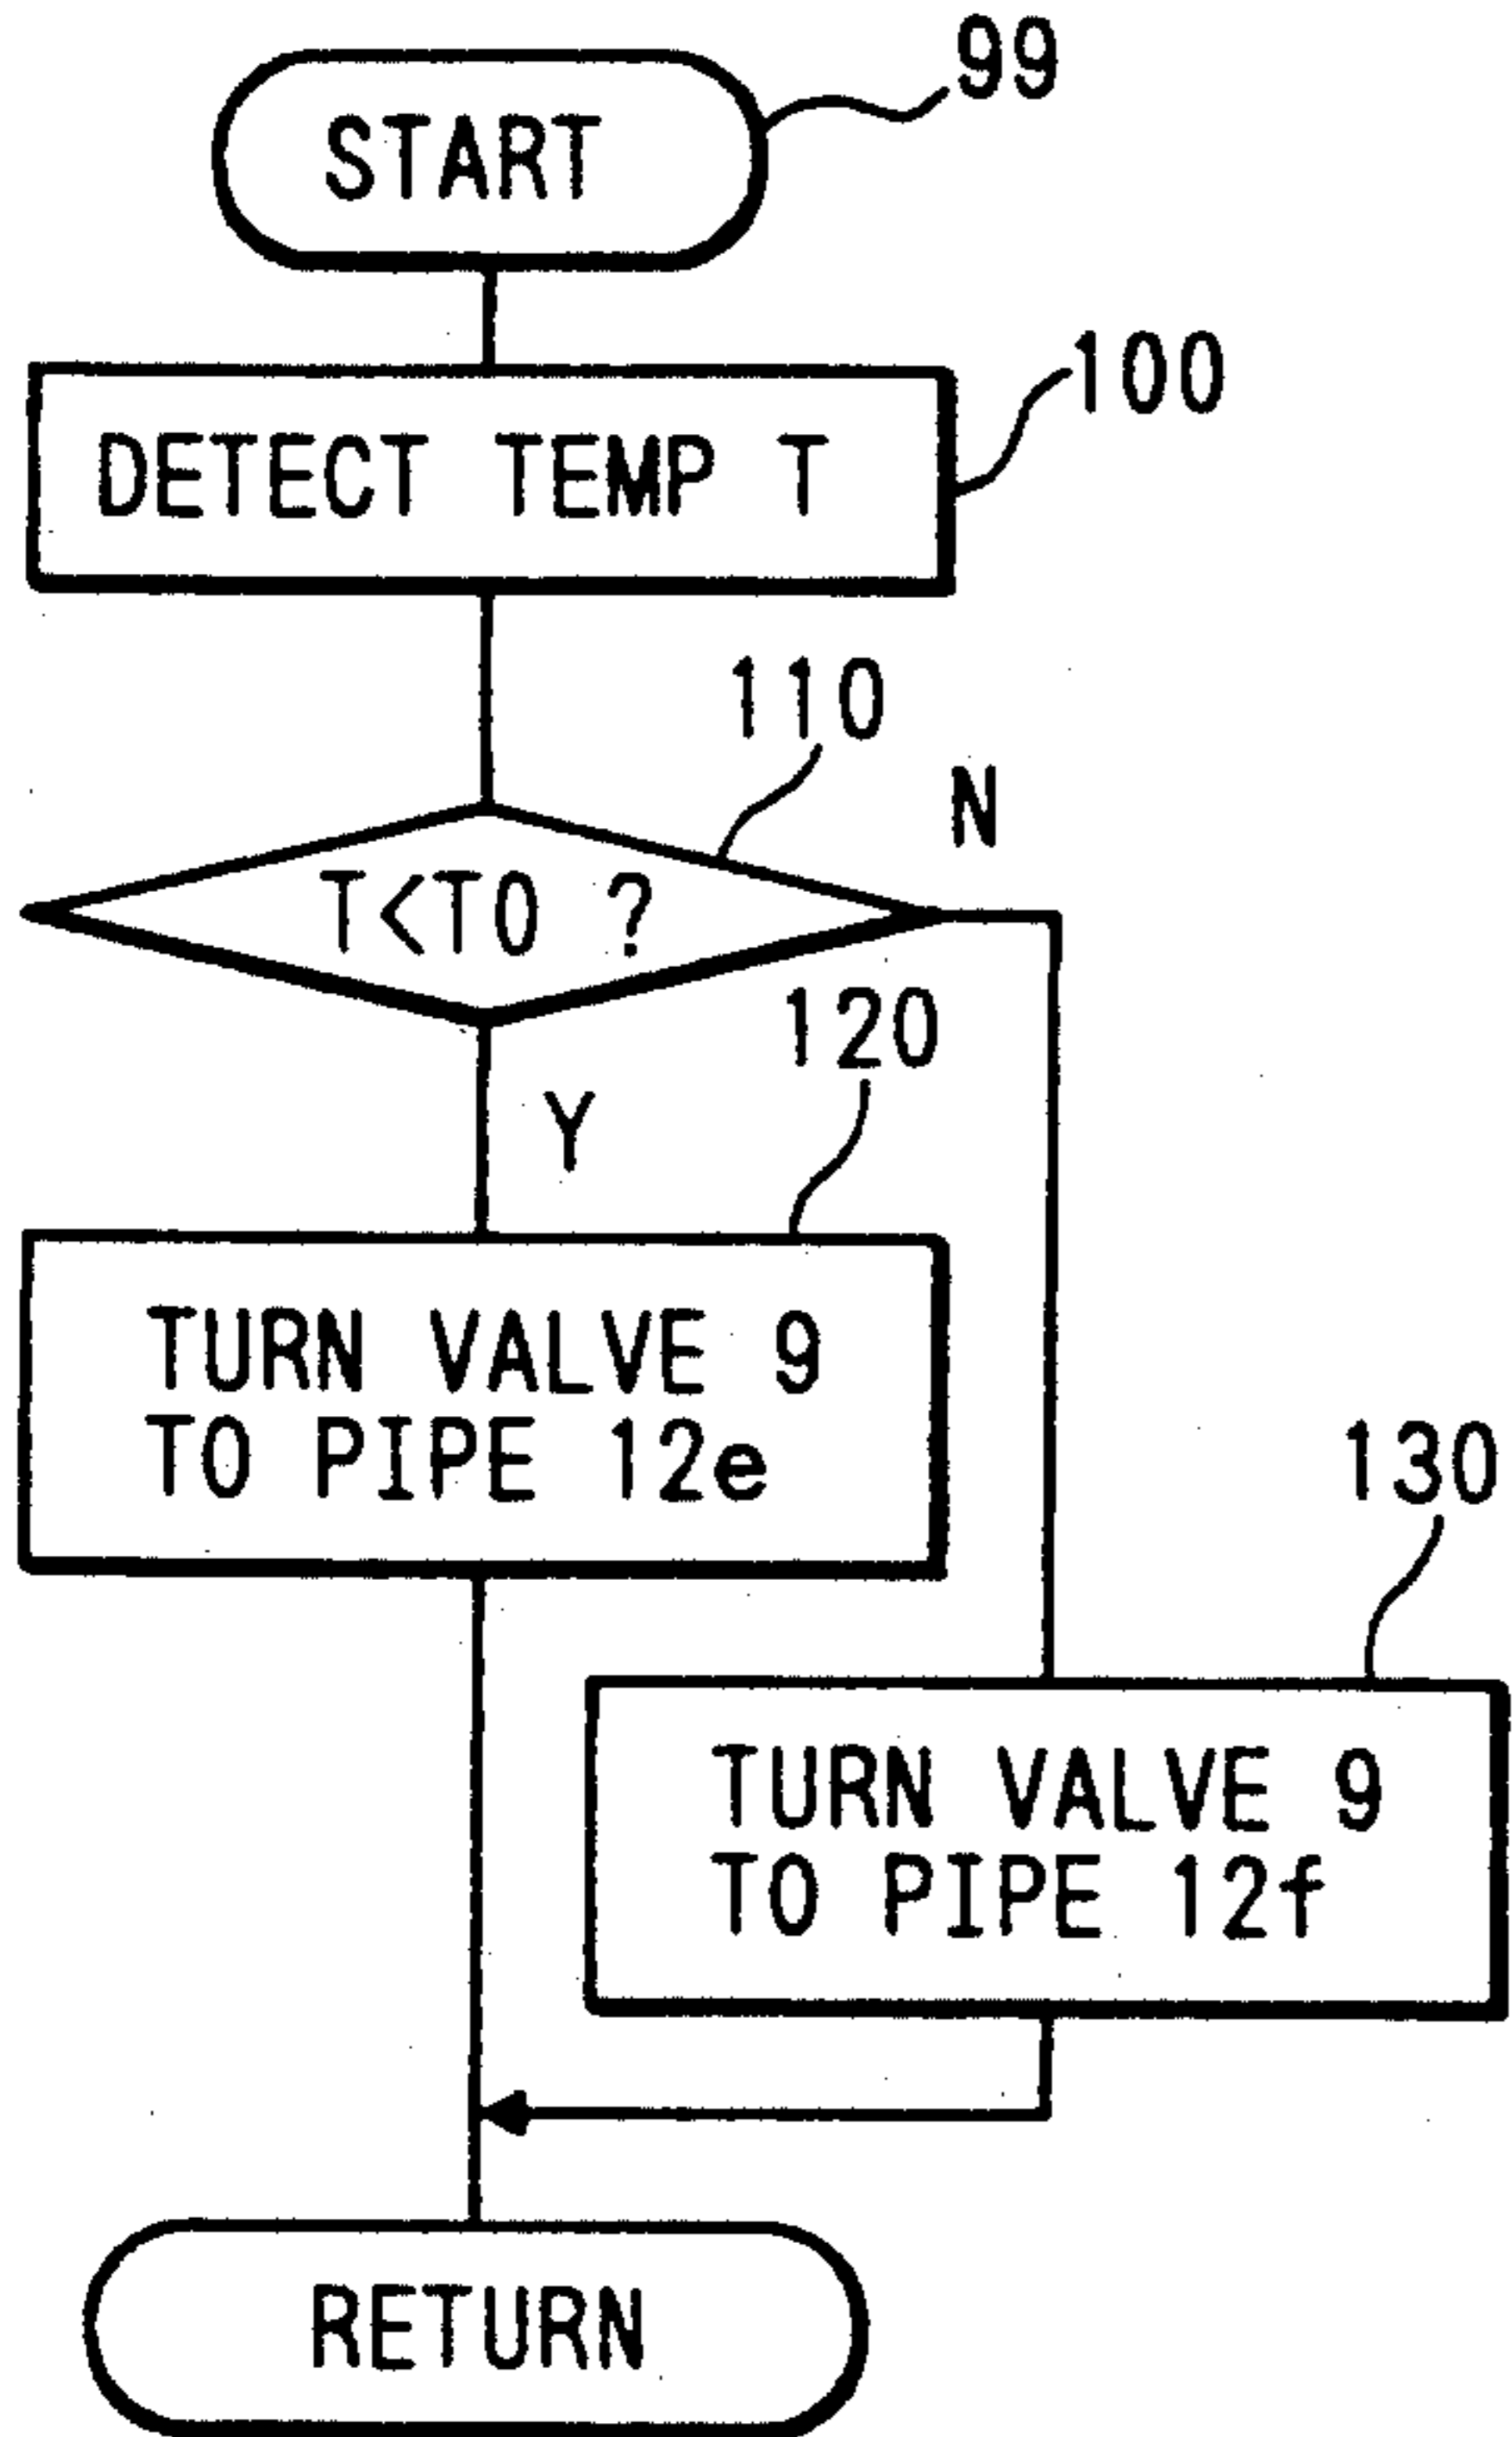 99
START
100
DETECT TEMP T
110
N
T<T0 ?
120
Y
TURN VALVE 9
TO PIPE 12e
130
TURN VALVE 9
TO PIPE 12f
RETURN